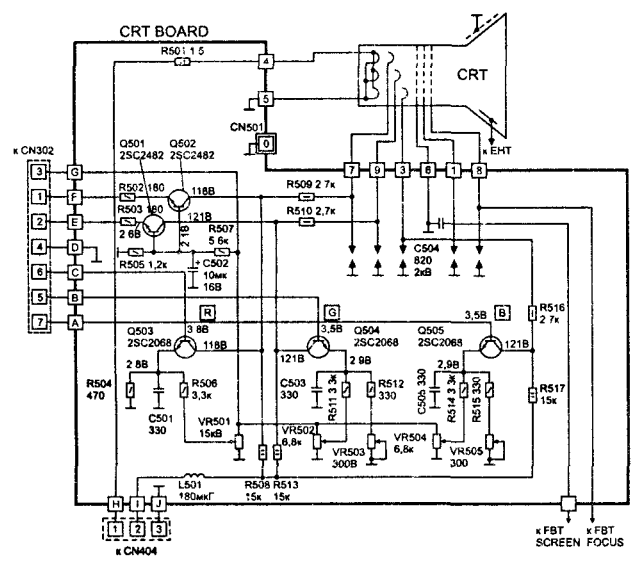 CRT BOARD
R501 1 5
4
CRT
5
CN501
0
к EHT
к CN302
Q501
2SC2482
Q502
2SC2482
3
G
7
9
3
6
1
8
1
F
R502 180
118В
R509 2 7к
2
E
R503 180
121В
R510 2,7к
2 6В
2 1В
R507
5 6к
4
D
R505 1,2к
+
C502
10мк
16В
C504
820
2кВ
6
C
5
B
7
A
R516
2 7к
3 8В
R
3,5В
G
3,5В
B
Q503
2SC2068
118В
Q504
2SC2068
121В
Q505
2SC2068
121В
2 8В
2 9В
2,9В
R504
470
C501
330
R506
3,3к
C503
330
R511 3 3к
R512
330
C505 330
R514 3 3к
R515 330
R517
15к
VR501
15кВ
VR502
6,8к
VR503
300В
VR504
6,8к
VR505
300
L501
180мкГ
R508
15к
R513
15к
H
I
J
1
2
3
к CN404
к FBT
SCREEN
к FBT
FOCUS